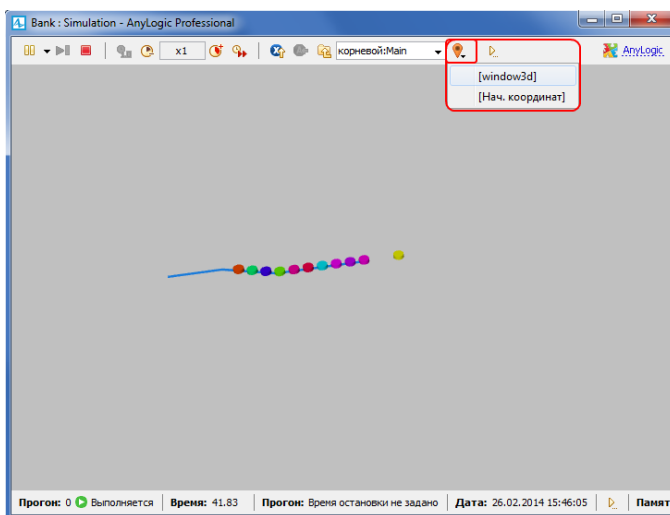 Bank : Simulation - AnyLogic Professional
x1 корневой:Main AnyLogic
[window3d]
[Нач. координат]
Прогон: 0 Выполняется Время: 41.83 Прогон: Время остановки не задано Дата: 26.02.2014 15:46:05 Памят